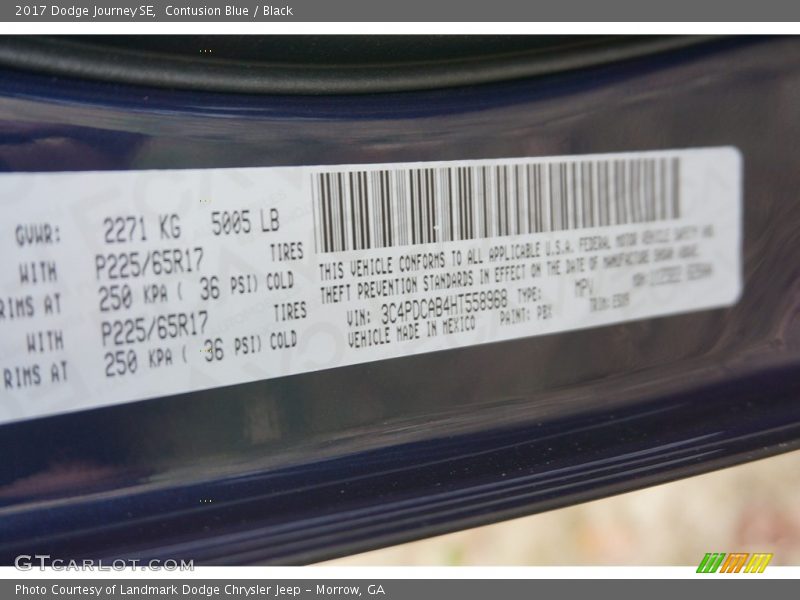 2017 Dodge Journey SE, Contusion Blue / Black
GVWR: 2271 KG 5005 LB
WITH P225/65R17 TIRES
RIMS AT 250 KPA ( 36 PSI) COLD
WITH P225/65R17 TIRES
RIMS AT 250 KPA ( 36 PSI) COLD
THIS VEHICLE CONFORMS TO ALL APPLICABLE U.S.A. FEDERAL MOTOR VEHICLE SAFETY AND
THEFT PREVENTION STANDARDS IN EFFECT ON THE DATE OF MANUFACTURE SHOWN ABOVE.
VIN: 3C4PDCAB4HT558968 TYPE: MPV
VEHICLE MADE IN MEXICO PAINT: PBX TRIM:
GTCARLOT.COM
Photo Courtesy of Landmark Dodge Chrysler Jeep - Morrow, GA